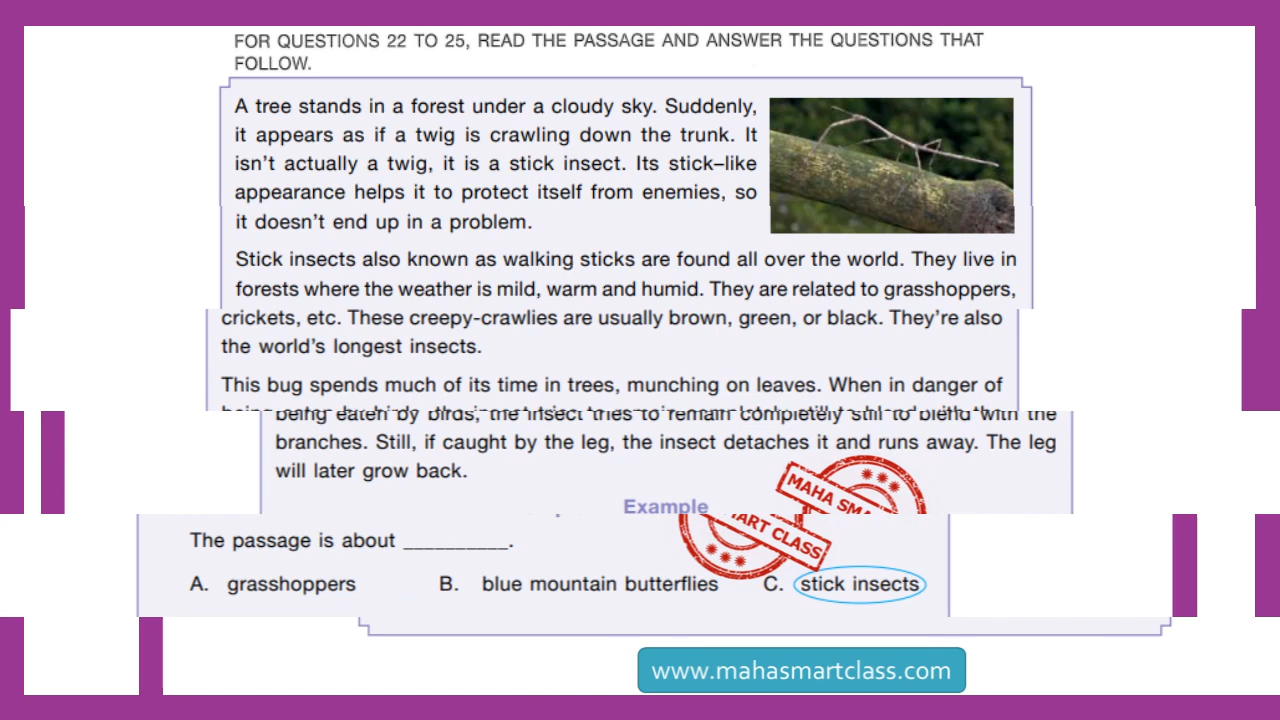 FOR QUESTIONS 22 TO 25, READ THE PASSAGE AND ANSWER THE QUESTIONS THAT
FOLLOW.
A tree stands in a forest under a cloudy sky. Suddenly,
it appears as if a twig is crawling down the trunk. It
isn't actually a twig, it is a stick insect. Its stick–like
appearance helps it to protect itself from enemies, so
it doesn't end up in a problem.
Stick insects also known as walking sticks are found all over the world. They live in
forests where the weather is mild, warm and humid. They are related to grasshoppers,
crickets, etc. These creepy-crawlies are usually brown, green, or black. They're also
the world's longest insects.
This bug spends much of its time in trees, munching on leaves. When in danger of
being eaten by birds, the insect tries to remain completely still to blend with the
branches. Still, if caught by the leg, the insect detaches it and runs away. The leg
will later grow back.
Example
MAHA SMART CLASS
The passage is about __________.
A. grasshoppers B. blue mountain butterflies C. stick insects
www.mahasmartclass.com